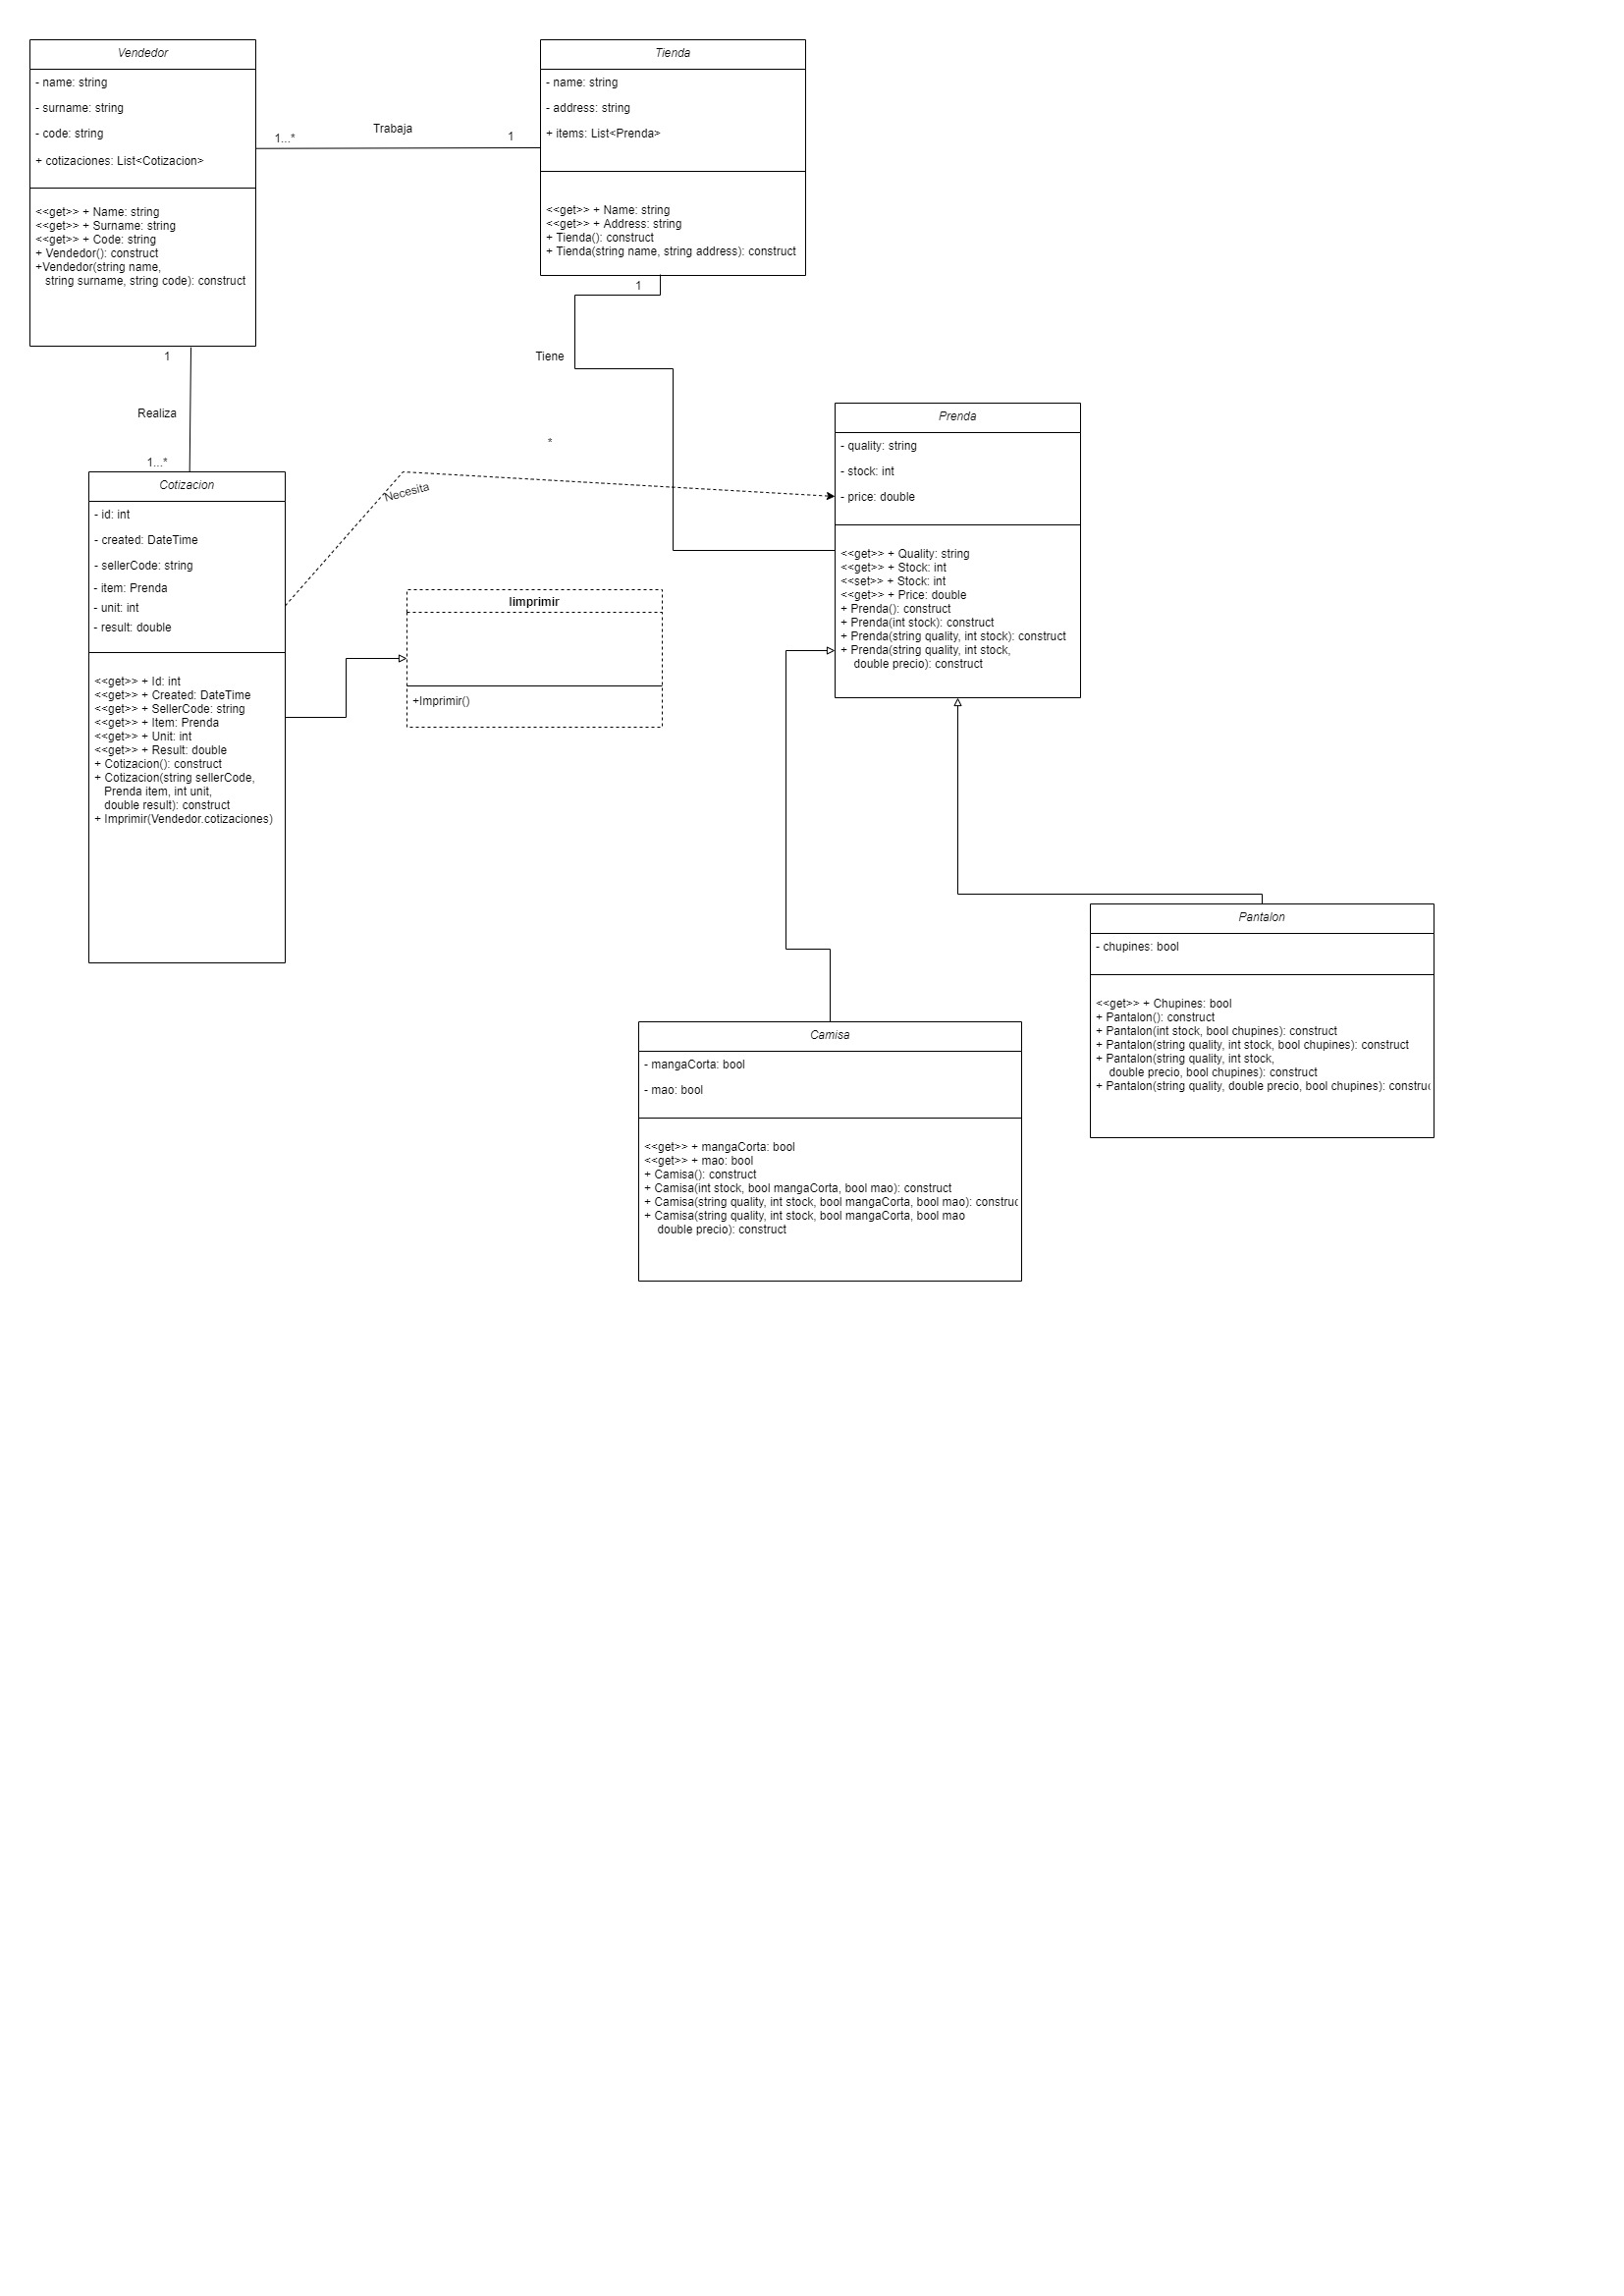 Vendedor
- name: string
- surname: string
- code: string
+ cotizaciones: List<Cotizacion>
<<get>> + Name: string
<<get>> + Surname: string
<<get>> + Code: string
+ Vendedor(): construct
+Vendedor(string name,
string surname, string code): construct
1...*
Trabaja
1
Tienda
- name: string
- address: string
+ items: List<Prenda>
<<get>> + Name: string
<<get>> + Address: string
+ Tienda(): construct
+ Tienda(string name, string address): construct
1
Tiene
*
1
Realiza
1...*
Cotizacion
- id: int
- created: DateTime
- sellerCode: string
- item: Prenda
- unit: int
- result: double
<<get>> + Id: int
<<get>> + Created: DateTime
<<get>> + SellerCode: string
<<get>> + Item: Prenda
<<get>> + Unit: int
<<get>> + Result: double
+ Cotizacion(): construct
+ Cotizacion(string sellerCode,
Prenda item, int unit,
double result): construct
+ Imprimir(Vendedor.cotizaciones)
Necesita
Iimprimir
+Imprimir()
Prenda
- quality: string
- stock: int
- price: double
<<get>> + Quality: string
<<get>> + Stock: int
<<set>> + Stock: int
<<get>> + Price: double
+ Prenda(): construct
+ Prenda(int stock): construct
+ Prenda(string quality, int stock): construct
+ Prenda(string quality, int stock,
double precio): construct
Pantalon
- chupines: bool
<<get>> + Chupines: bool
+ Pantalon(): construct
+ Pantalon(int stock, bool chupines): construct
+ Pantalon(string quality, int stock, bool chupines): construct
+ Pantalon(string quality, int stock,
double precio, bool chupines): construct
+ Pantalon(string quality, double precio, bool chupines): constru
Camisa
- mangaCorta: bool
- mao: bool
<<get>> + mangaCorta: bool
<<get>> + mao: bool
+ Camisa(): construct
+ Camisa(int stock, bool mangaCorta, bool mao): construct
+ Camisa(string quality, int stock, bool mangaCorta, bool mao): construc
+ Camisa(string quality, int stock, bool mangaCorta, bool mao
double precio): construct